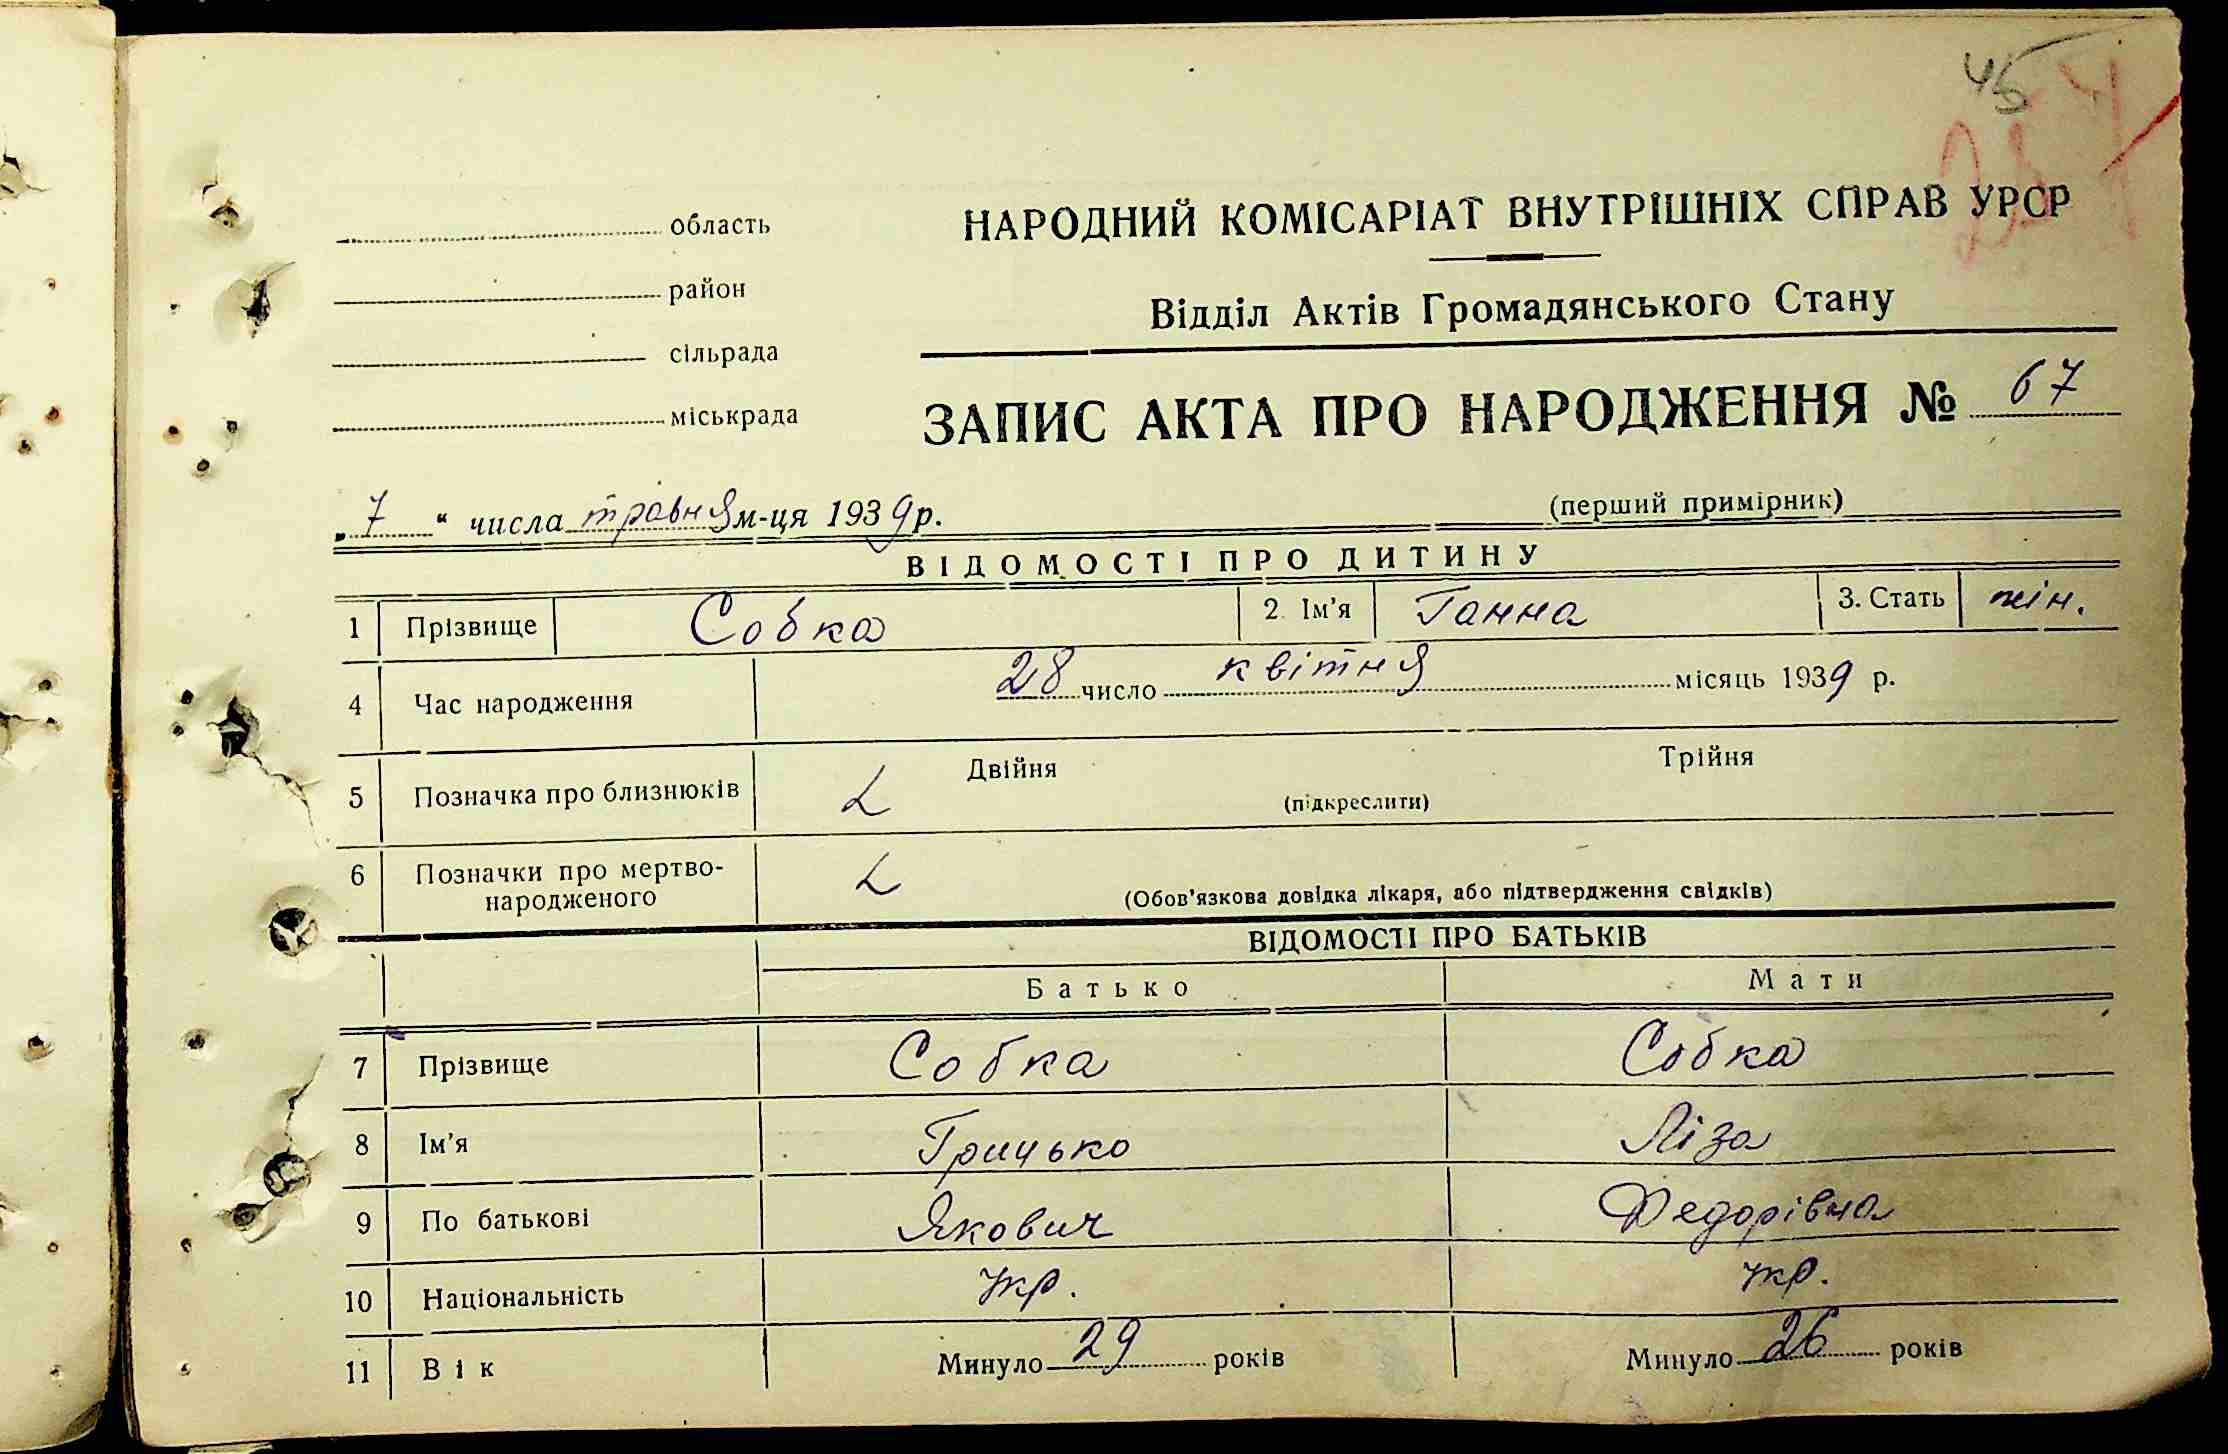 45
область
район
сільрада
міськрада
НАРОДНИЙ КОМІСАРІАТ ВНУТРІШНІХ СПРАВ УРСР
Відділ Актів Громадянського Стану
ЗАПИС АКТА ПРО НАРОДЖЕННЯ № 67
„7“ числа травня м-ця 1939 р.
(перший примірник)
ВІДОМОСТІ ПРО ДИТИНУ
1 Прізвище Собка 2. Ім'я Ганна 3. Стать жін.
4 Час народження 28 число квітня місяць 1939 р.
5 Позначка про близнюків Двійня (підкреслити) Трійня
6 Позначки про мертво-
народженого (Обов'язкова довідка лікаря, або підтвердження свідків)
ВІДОМОСТІ ПРО БАТЬКІВ
Батько Мати
7 Прізвище Собка Собка
8 Ім'я Грицько Ліза
9 По батькові Якович Федорівна
10 Національність Укр. Укр.
11 Вік Минуло 29 років Минуло 26 років